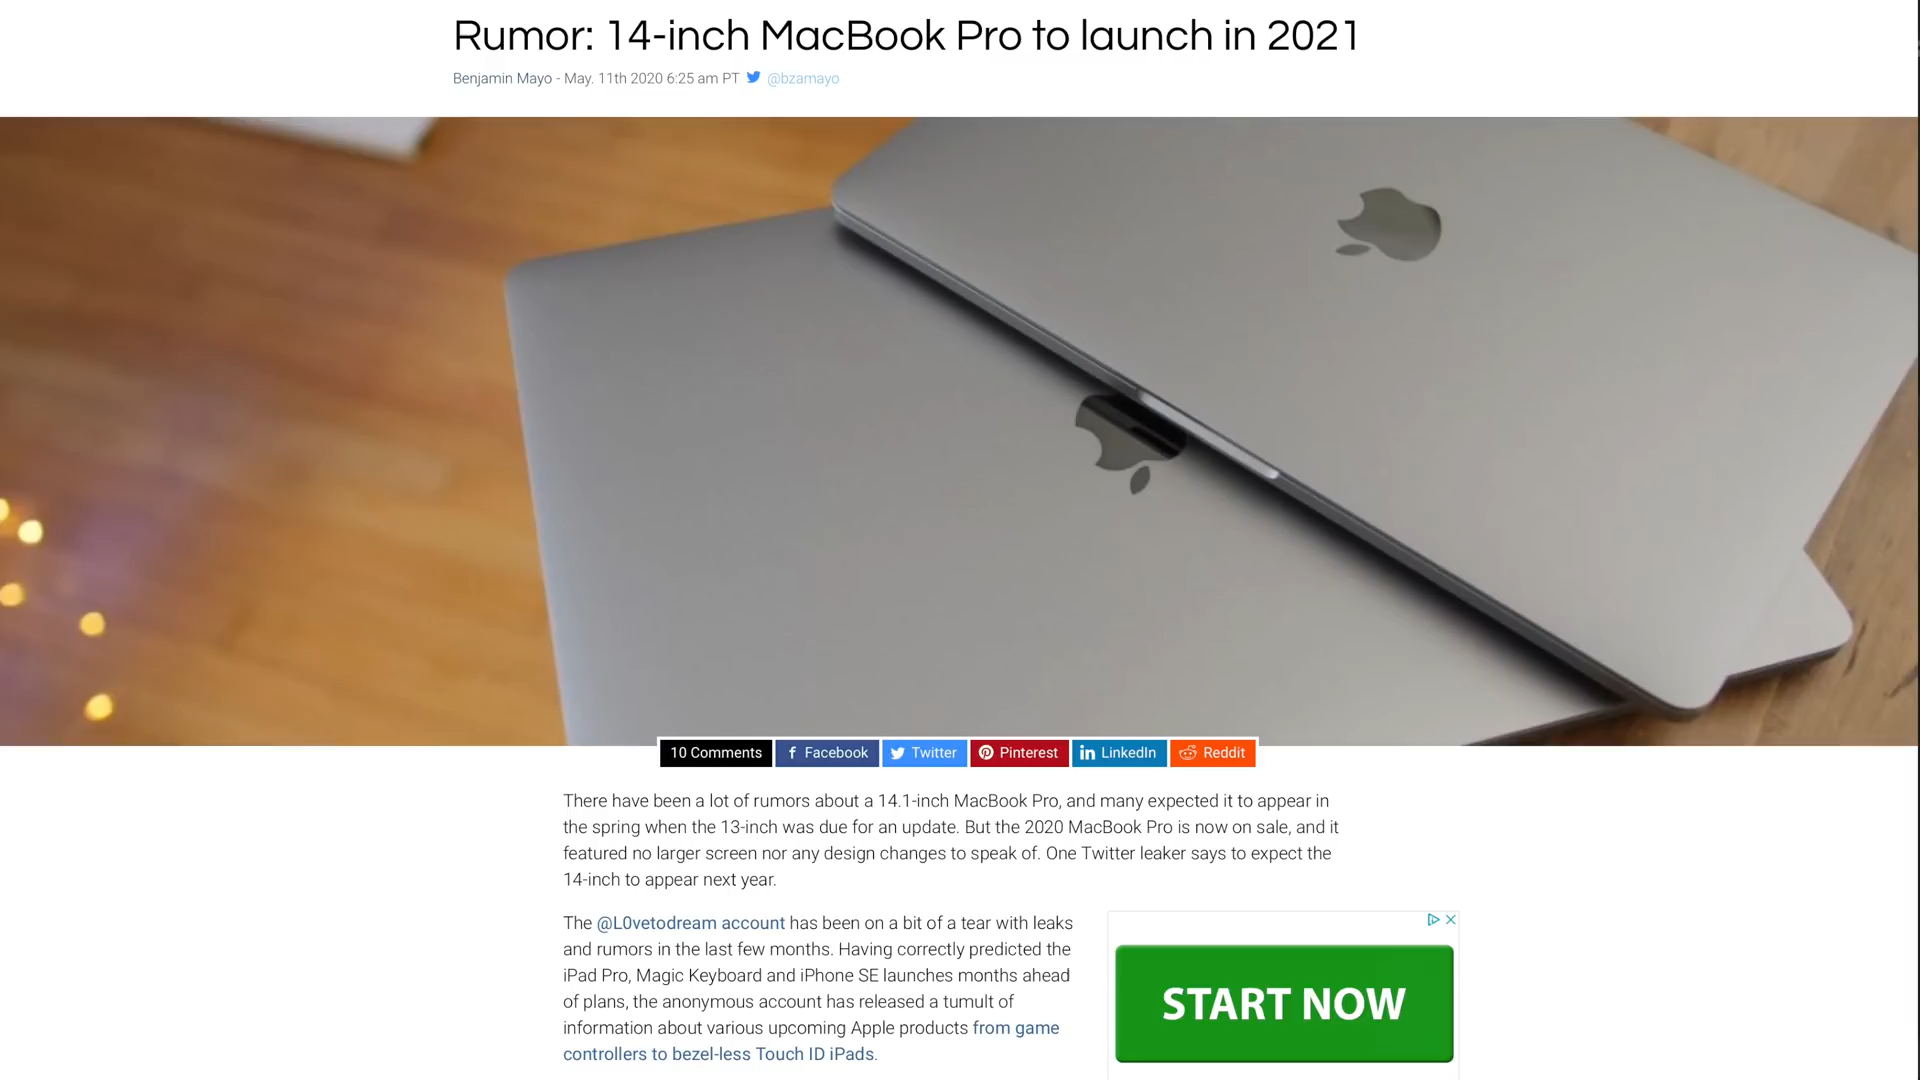 Rumor: 14-inch MacBook Pro to launch in 2021
Benjamin Mayo - May. 11th 2020 6:25 am PT @bzamayo
10 Comments Facebook Twitter Pinterest LinkedIn Reddit
There have been a lot of rumors about a 14.1-inch MacBook Pro, and many expected it to appear in
the spring when the 13-inch was due for an update. But the 2020 MacBook Pro is now on sale, and it
featured no larger screen nor any design changes to speak of. One Twitter leaker says to expect the
14-inch to appear next year.
The @L0vetodream account has been on a bit of a tear with leaks
and rumors in the last few months. Having correctly predicted the
iPad Pro, Magic Keyboard and iPhone SE launches months ahead
of plans, the anonymous account has released a tumult of
information about various upcoming Apple products from game
controllers to bezel-less Touch ID iPads.
START NOW